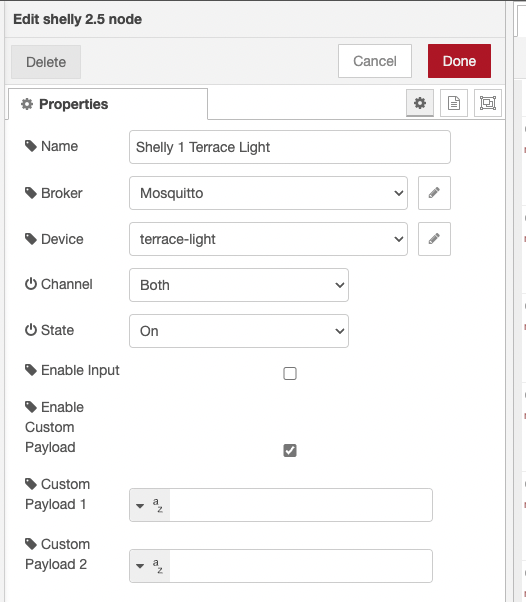 Edit shelly 2.5 node
Delete
Cancel
Done
Properties
Name
Shelly 1 Terrace Light
Broker
Mosquitto
Device
terrace-light
Channel
Both
State
On
Enable Input
Enable
Custom
Payload
Custom
Payload 1
a
z
Custom
Payload 2
a
z